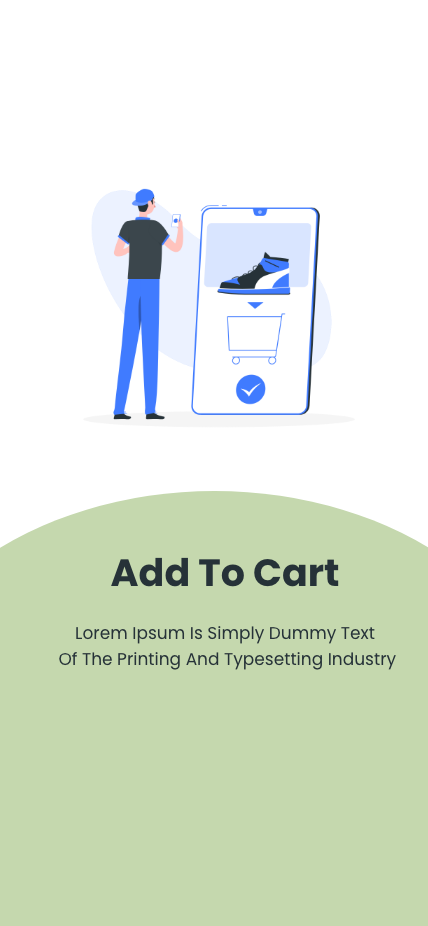 Add To Cart
Lorem Ipsum Is Simply Dummy Text
Of The Printing And Typesetting Industry